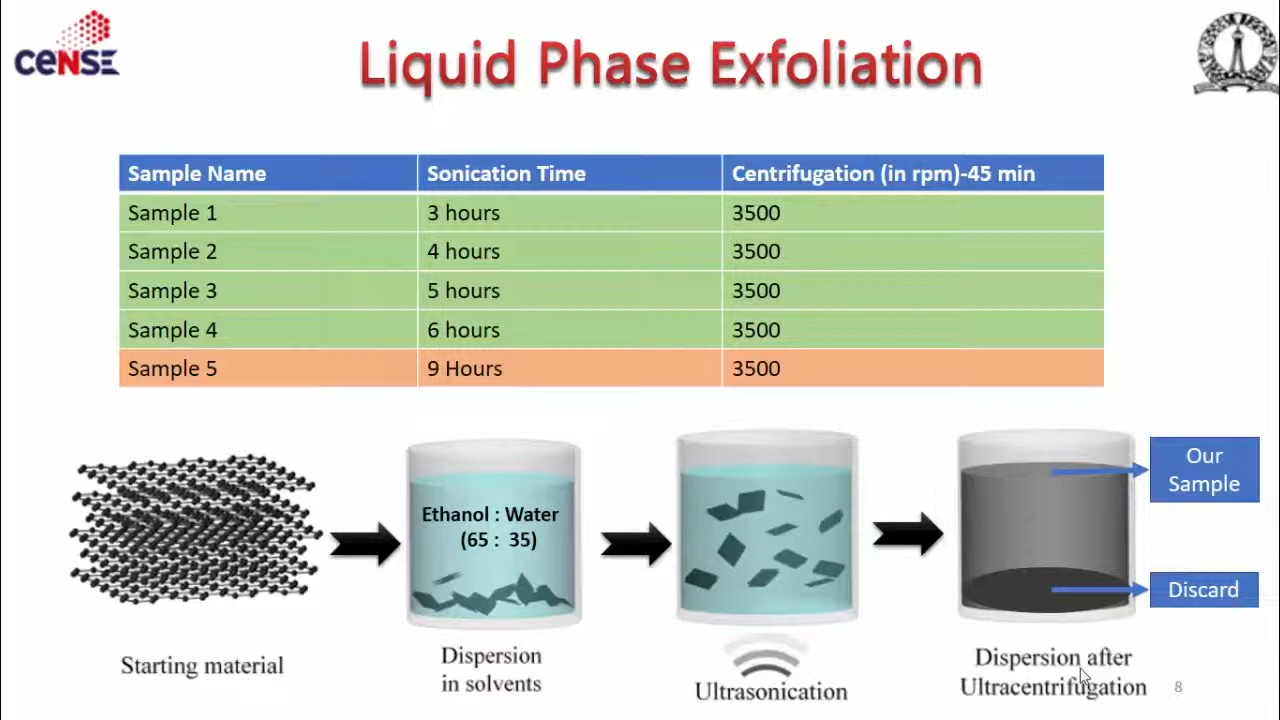 CENSE
Liquid Phase Exfoliation
Sample Name Sonication Time Centrifugation (in rpm)-45 min
Sample 1 3 hours 3500
Sample 2 4 hours 3500
Sample 3 5 hours 3500
Sample 4 6 hours 3500
Sample 5 9 Hours 3500
Ethanol : Water
(65 : 35)
Our
Sample
Discard
Starting material
Dispersion
in solvents
Ultrasonication
Dispersion after
Ultracentrifugation
8